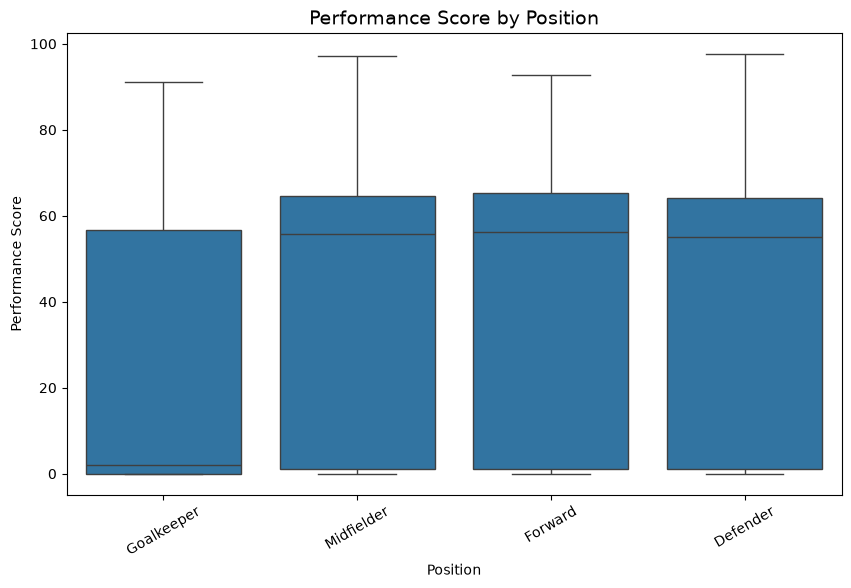 Performance Score by Position
100
80
60
40
20
0
Performance Score
Goalkeeper
Midfielder
Forward
Defender
Position